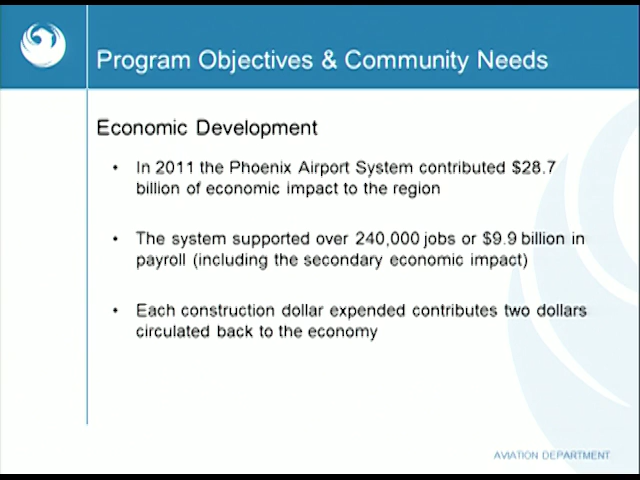 Program Objectives & Community Needs
Economic Development
• In 2011 the Phoenix Airport System contributed $28.7
billion of economic impact to the region
• The system supported over 240,000 jobs or $9.9 billion in
payroll (including the secondary economic impact)
• Each construction dollar expended contributes two dollars
circulated back to the economy
AVIATION DEPARTMENT